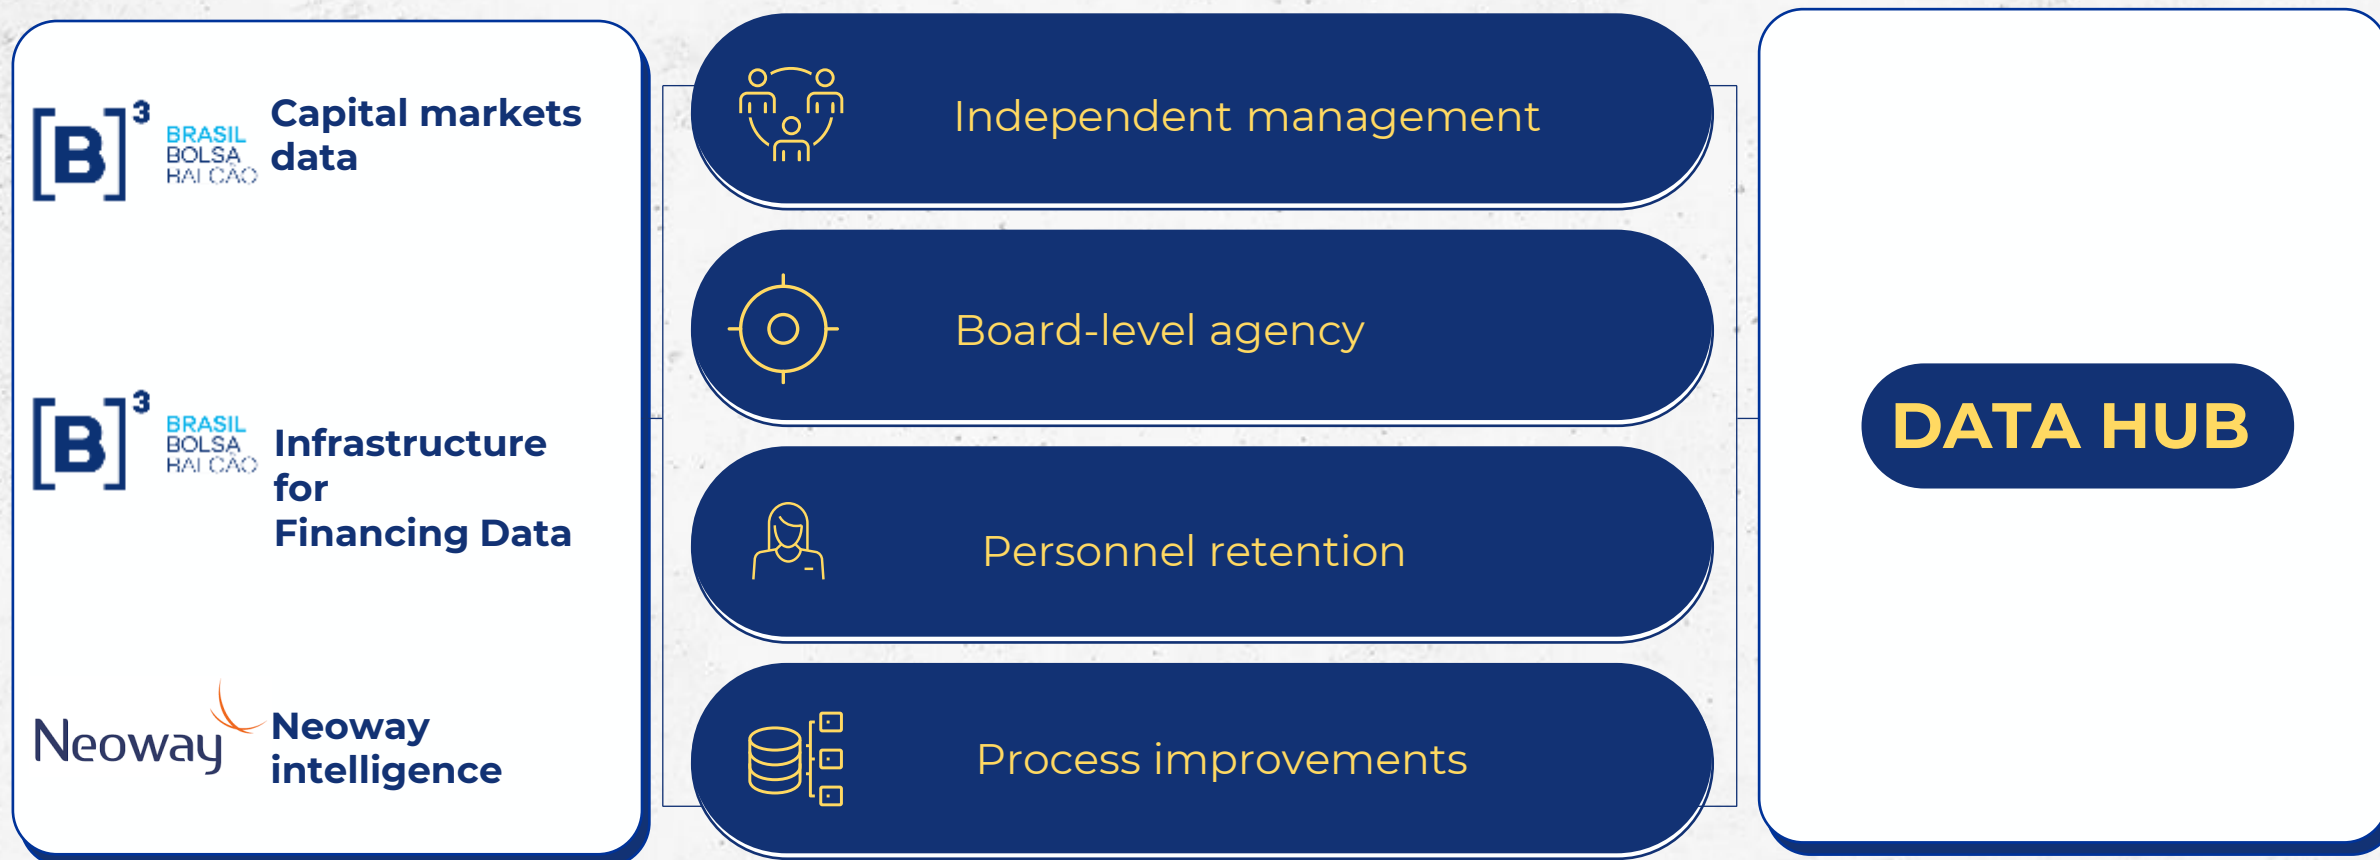 [B]³
BRASIL
BOLSA
BALCÃO
Capital markets
data
[B]³
BRASIL
BOLSA
BALCÃO
Infrastructure
for
Financing Data
Neoway
Neoway
intelligence
Independent management
Board-level agency
Personnel retention
Process improvements
DATA HUB